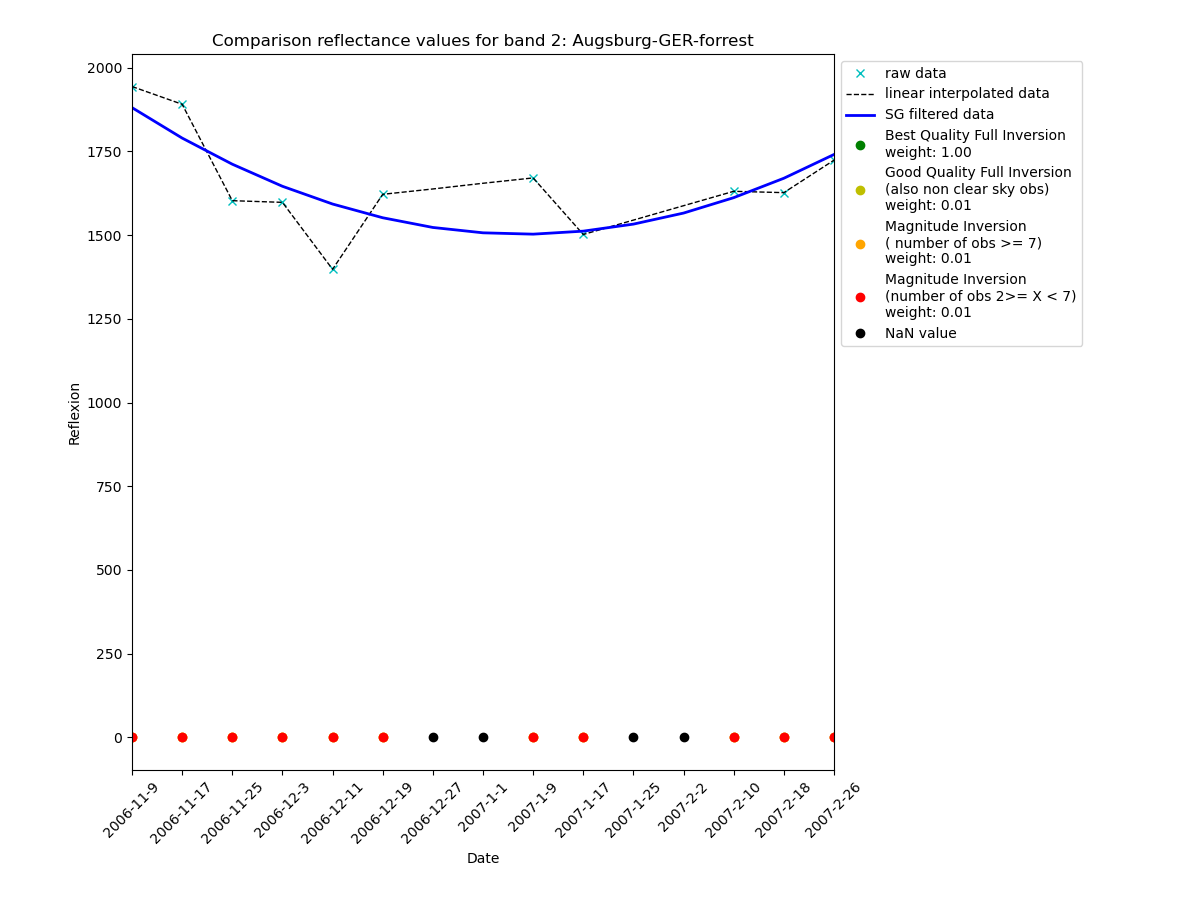 Comparison reflectance values for band 2: Augsburg-GER-forrest
2000
1750
1500
1250
1000
750
500
250
0
Reflexion
2006-11-9
2006-11-17
2006-11-25
2006-12-3
2006-12-11
2006-12-19
2006-12-27
2007-1-1
2007-1-9
2007-1-17
2007-1-25
2007-2-2
2007-2-10
2007-2-18
2007-2-26
Date
raw data
linear interpolated data
SG filtered data
Best Quality Full Inversion
weight: 1.00
Good Quality Full Inversion
(also non clear sky obs)
weight: 0.01
Magnitude Inversion
( number of obs >= 7)
weight: 0.01
Magnitude Inversion
(number of obs 2>= X < 7)
weight: 0.01
NaN value